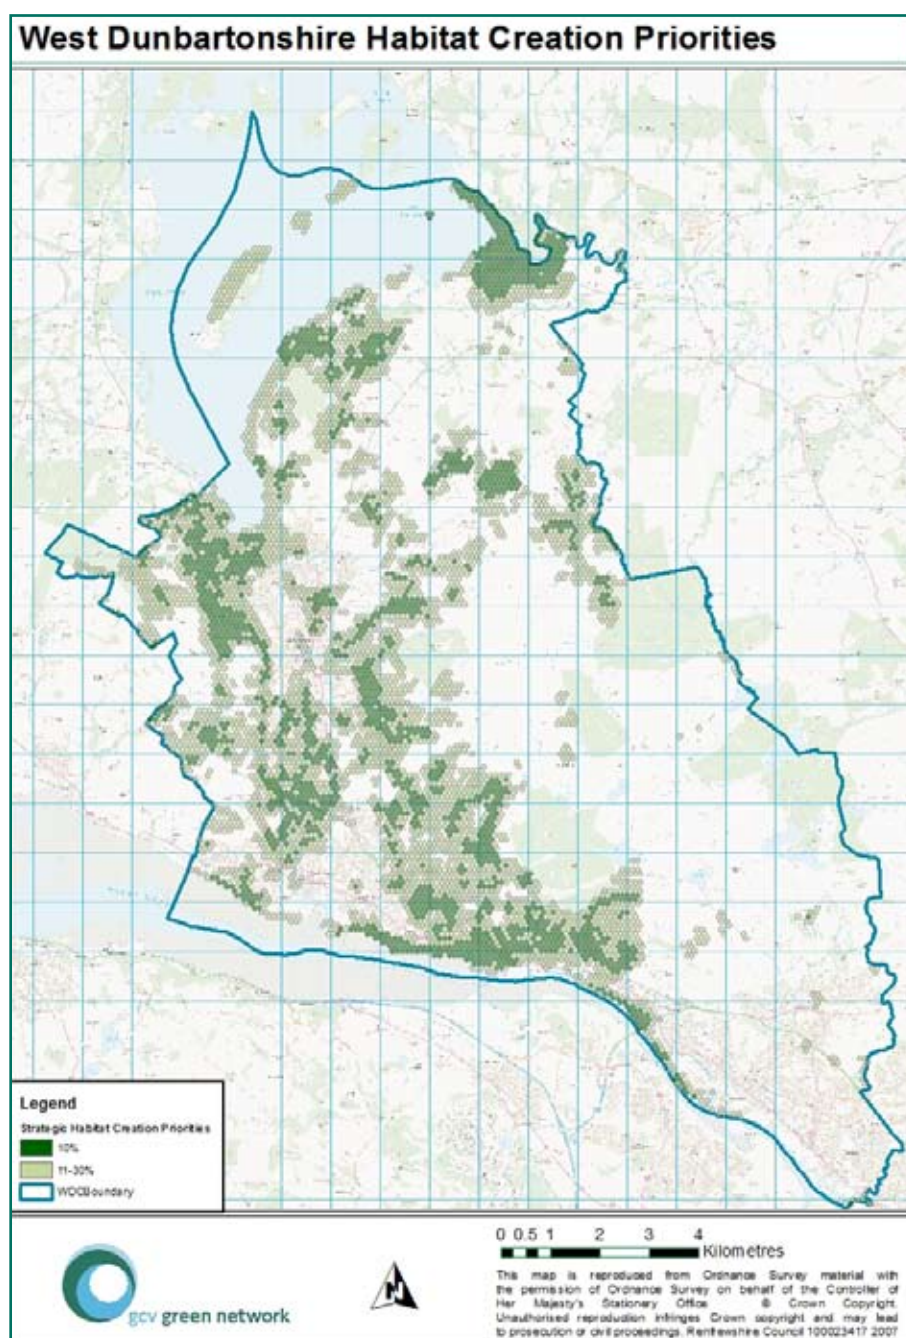 West Dunbartonshire Habitat Creation Priorities
Legend
Strategic Habitat Creation Priorities
10%
11-30%
WDCBoundary
gcv green network
N
0 0.5 1 2 3 4
Kilometres
This map is reproduced from Ordnance Survey material with
the permission of Ordnance Survey on behalf of the Controller of
Her Majesty's Stationery Office © Crown Copyright.
Unauthorised reproduction infringes Crown copyright and may lead
to prosecution or civil proceedings. Renfrewshire Council 100023417 2007